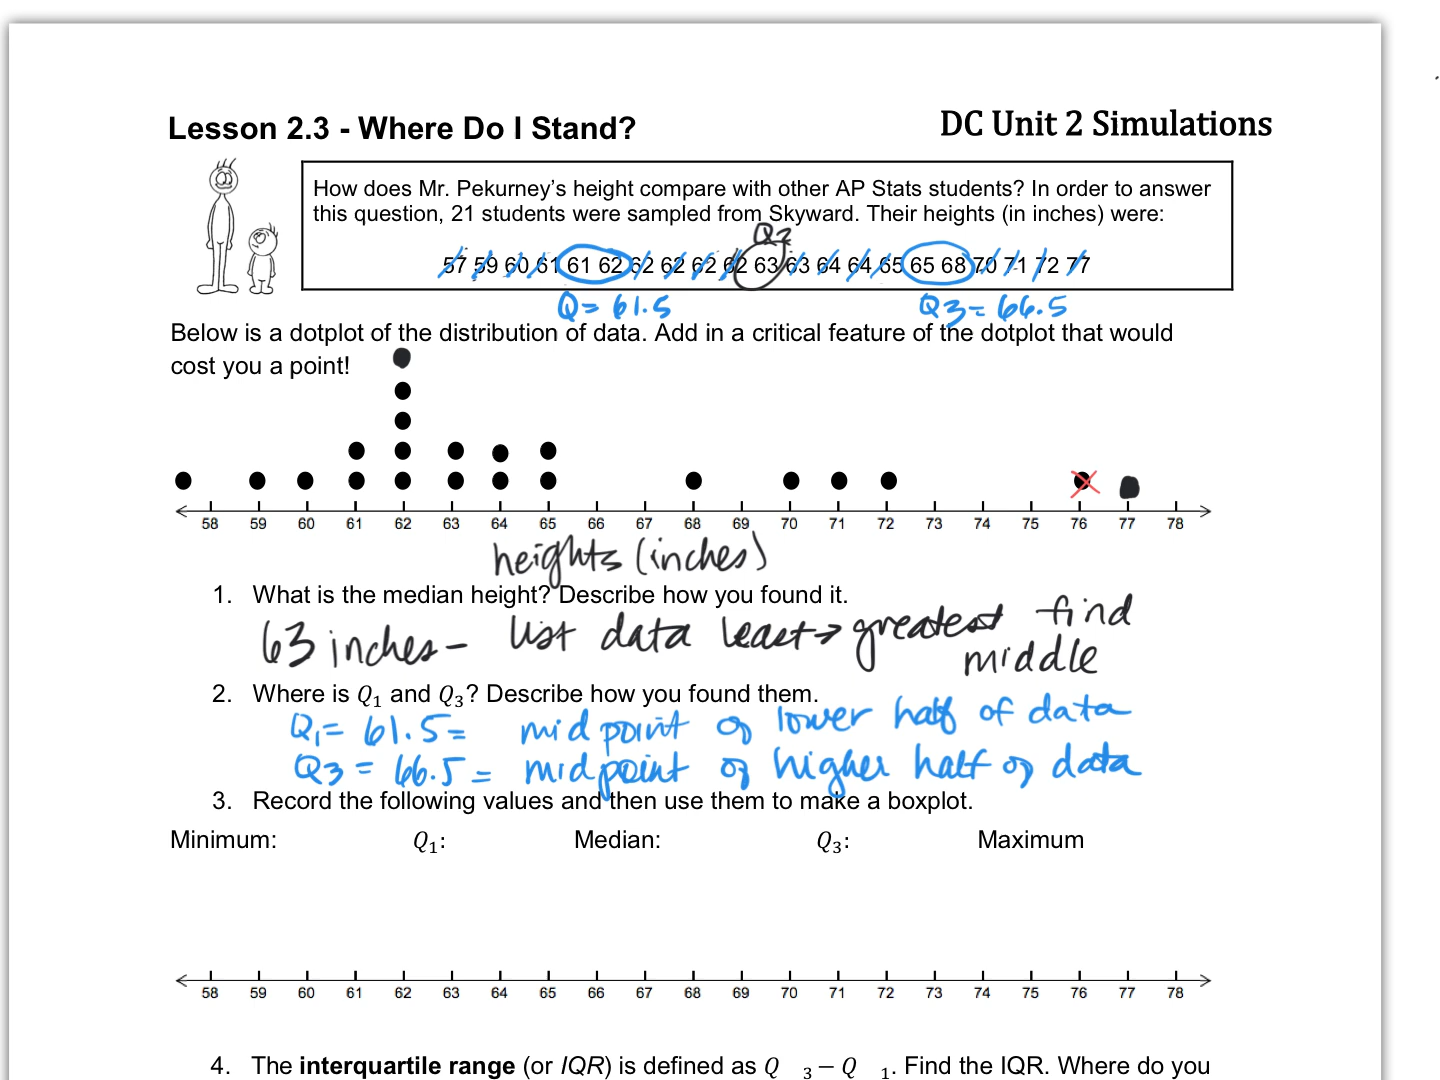 Lesson 2.3 - Where Do I Stand?
DC Unit 2 Simulations
How does Mr. Pekurney’s height compare with other AP Stats students? In order to answer
this question, 21 students were sampled from Skyward. Their heights (in inches) were:
Q2
57 59 60 61 61 62 62 62 62 62 63 63 64 64 65 65 68 70 71 72 77
Q= 61.5
Q3= 66.5
Below is a dotplot of the distribution of data. Add in a critical feature of the dotplot that would
cost you a point!
58 59 60 61 62 63 64 65 66 67 68 69 70 71 72 73 74 75 76 77 78
heights (inches)
1. What is the median height? Describe how you found it.
63 inches - list data least→ greatest find
middle
2. Where is Q₁ and Q₃? Describe how you found them.
Q₁= 61.5= midpoint of lower half of data
Q3 = 66.5 = midpoint of higher half of data
3. Record the following values and then use them to make a boxplot.
Minimum: Q₁: Median: Q₃: Maximum
58 59 60 61 62 63 64 65 66 67 68 69 70 71 72 73 74 75 76 77 78
4. The interquartile range (or IQR) is defined as Q ₃ − Q ₁. Find the IQR. Where do you